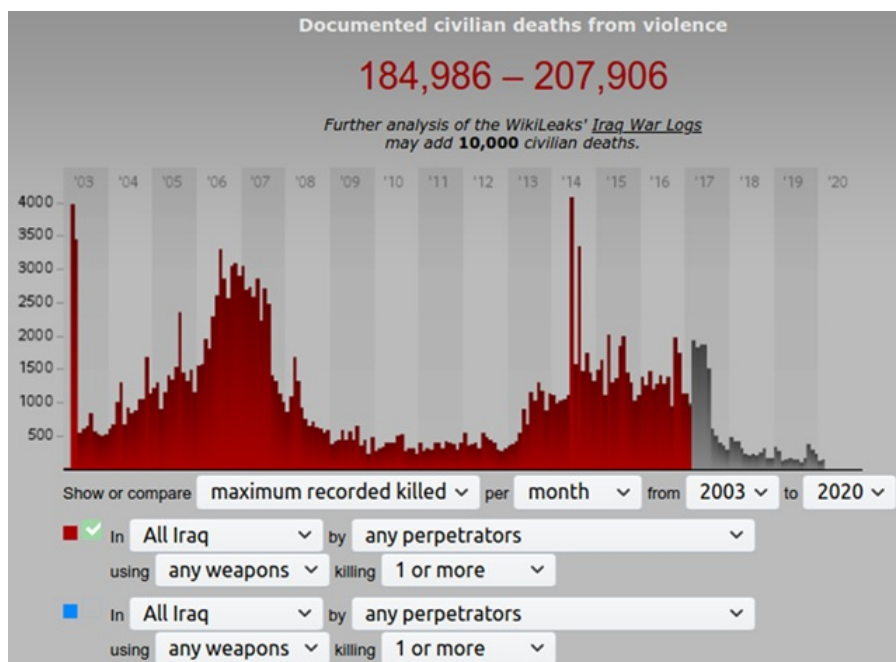 Documented civilian deaths from violence
184,986 – 207,906
Further analysis of the WikiLeaks' Iraq War Logs
may add 10,000 civilian deaths.
'03 '04 '05 '06 '07 '08 '09 '10 '11 '12 '13 '14 '15 '16 '17 '18 '19 '20
4000
3500
3000
2500
2000
1500
1000
500
Show or compare maximum recorded killed per month from 2003 to 2020
In All Iraq by any perpetrators
using any weapons killing 1 or more
In All Iraq by any perpetrators
using any weapons killing 1 or more